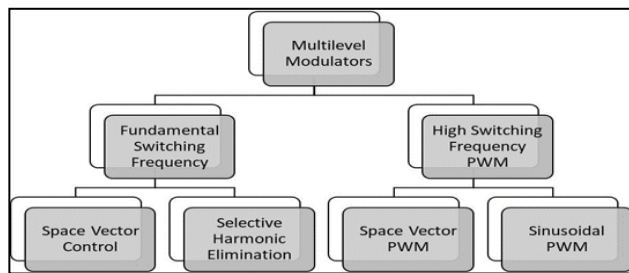 Multilevel
Modulators
Fundamental
Switching
Frequency
High Switching
Frequency
PWM
Space Vector
Control
Selective
Harmonic
Elimination
Space Vector
PWM
Sinusoidal
PWM